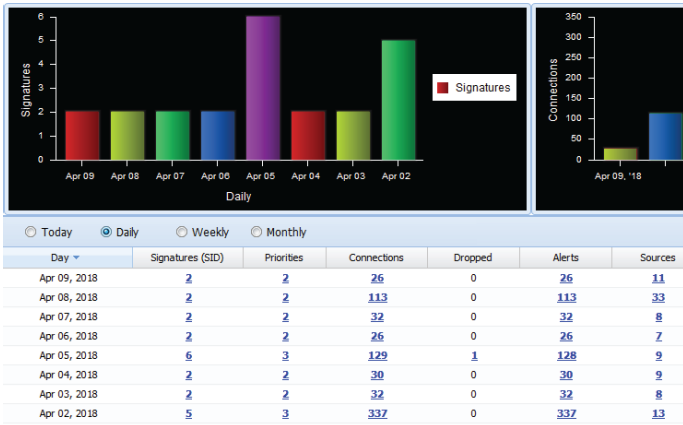 6
5
4
3
2
1
0
Signatures
Apr 09 Apr 08 Apr 07 Apr 06 Apr 05 Apr 04 Apr 03 Apr 02
Daily
Signatures
350
300
250
200
150
100
50
0
Connections
Apr 09, '18
Today Daily Weekly Monthly
Day Signatures (SID) Priorities Connections Dropped Alerts Sources
Apr 09, 2018 2 2 26 0 26 11
Apr 08, 2018 2 2 113 0 113 33
Apr 07, 2018 2 2 32 0 32 8
Apr 06, 2018 2 2 26 0 26 7
Apr 05, 2018 6 3 129 1 128 9
Apr 04, 2018 2 2 30 0 30 9
Apr 03, 2018 2 2 32 0 32 8
Apr 02, 2018 5 3 337 0 337 13